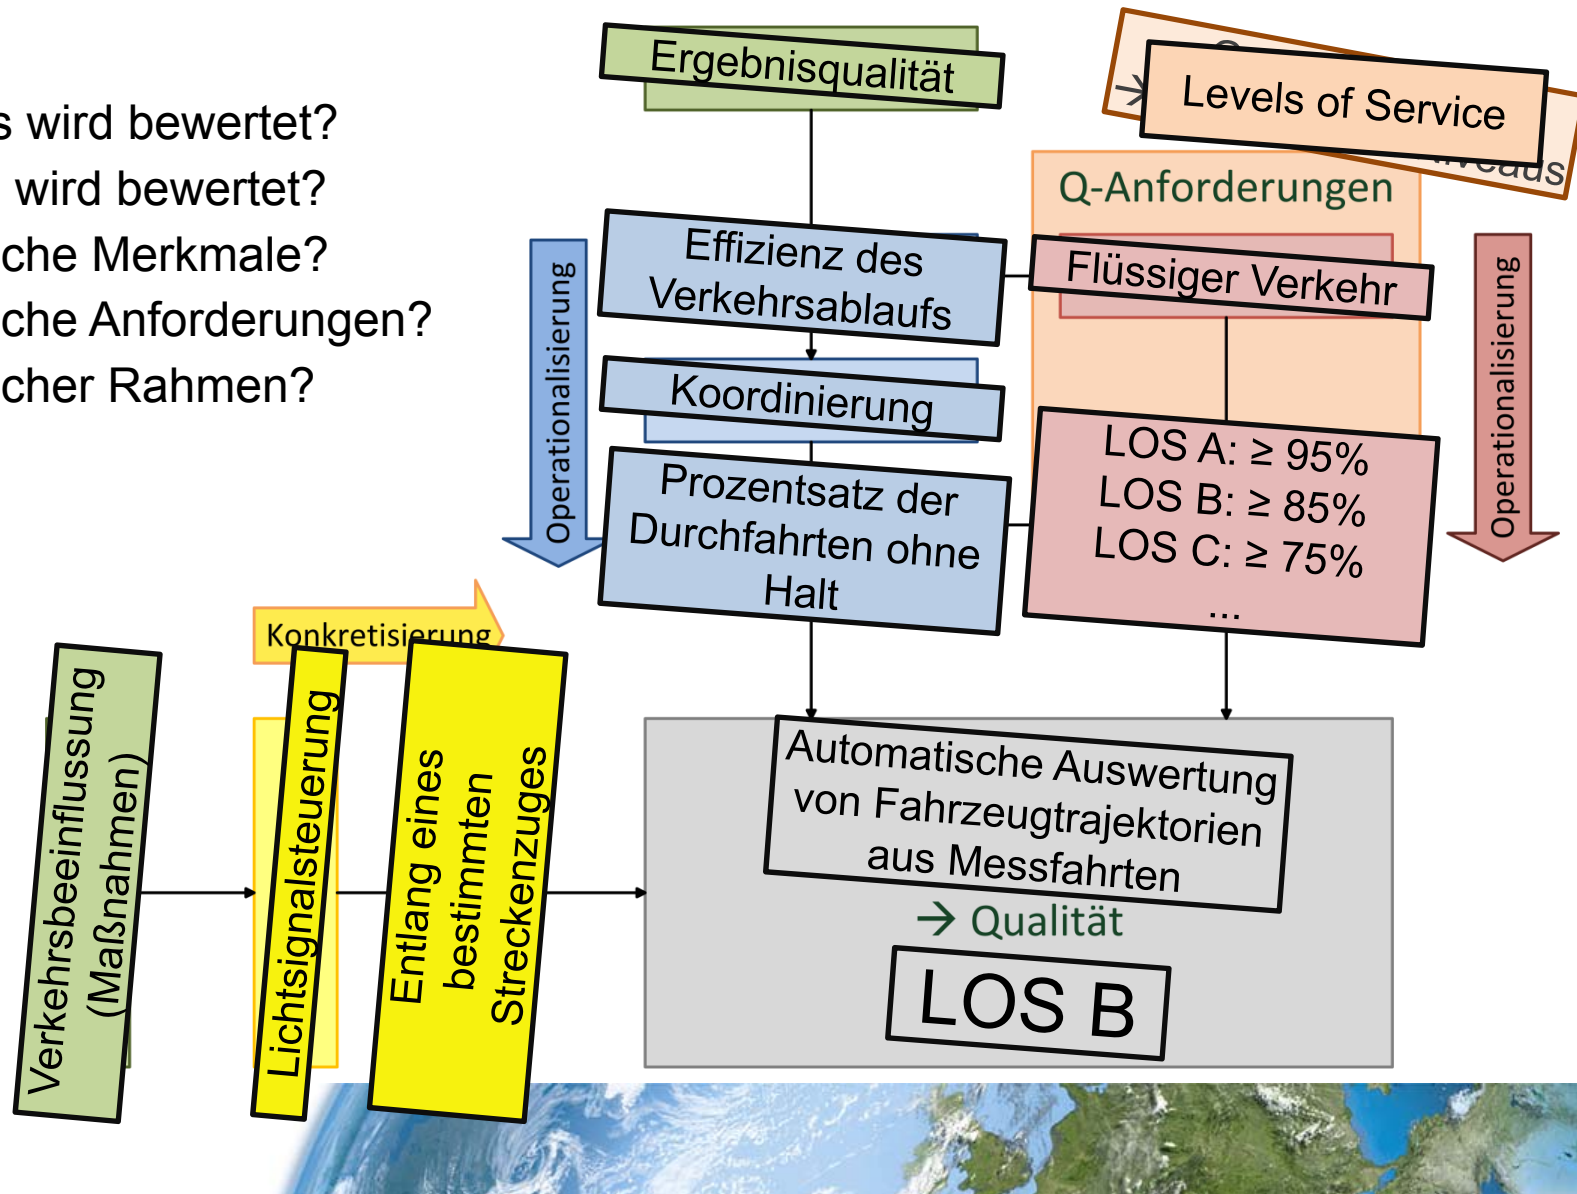 Ergebnisqualität
Levels of Service
→
s wird bewertet?
wird bewertet?
che Merkmale?
che Anforderungen?
cher Rahmen?
Q-Anforderungen
Operationalisierung
Effizienz des
Verkehrsablaufs
Flüssiger Verkehr
Operationalisierung
Koordinierung
Prozentsatz der
Durchfahrten ohne
Halt
LOS A: ≥ 95%
LOS B: ≥ 85%
LOS C: ≥ 75%
...
Konkretisierung
Verkehrsbeeinflussung
(Maßnahmen)
Lichtsignalsteuerung
Entlang eines
bestimmten
Streckenzuges
Automatische Auswertung
von Fahrzeugtrajektorien
aus Messfahrten
→ Qualität
LOS B